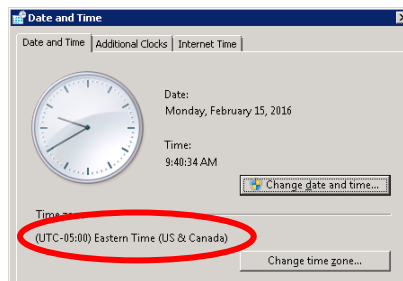 Date and Time
Date and Time Additional Clocks Internet Time
Date:
Monday, February 15, 2016
Time:
9:40:34 AM
Change date and time...
Time
(UTC-05:00) Eastern Time (US & Canada)
Change time zone...